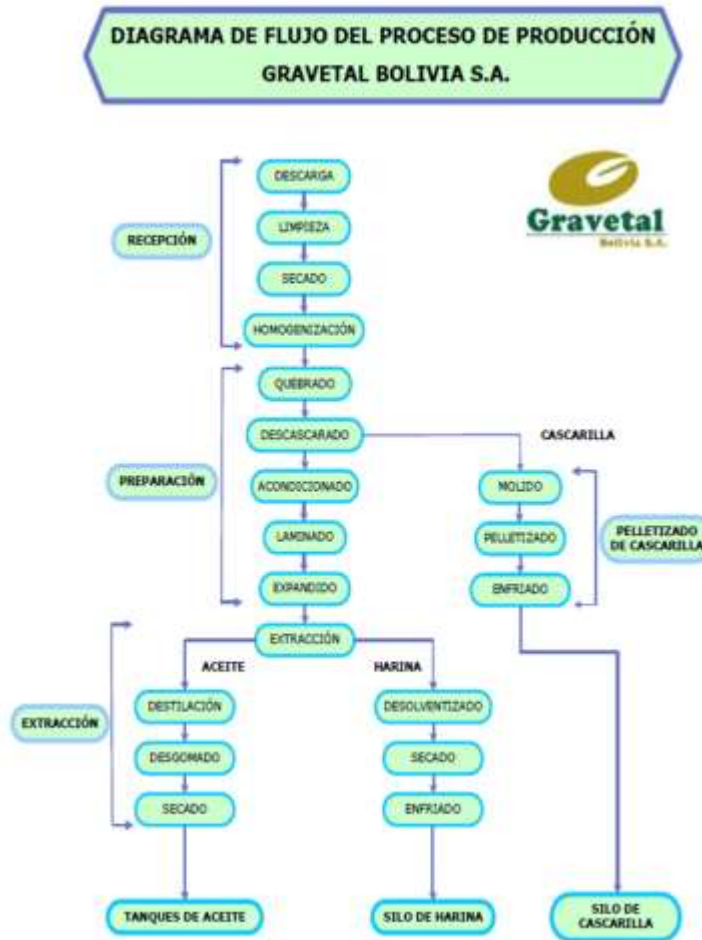 DIAGRAMA DE FLUJO DEL PROCESO DE PRODUCCIÓN
GRAVETAL BOLIVIA S.A.
Gravetal
Bolivia S.A.
RECEPCIÓN
DESCARGA
LIMPIEZA
SECADO
HOMOGENIZACIÓN
PREPARACIÓN
QUEBRADO
DESCASCARADO
ACONDICIONADO
LAMINADO
EXPANDIDO
CASCARILLA
MOLIDO
PELLETIZADO
ENFRIADO
PELLETIZADO
DE CASCARILLA
EXTRACCIÓN
EXTRACCIÓN
ACEITE
DESTILACIÓN
DESGOMADO
SECADO
TANQUES DE ACEITE
HARINA
DESOLVENTIZADO
SECADO
ENFRIADO
SILO DE HARINA
SILO DE
CASCARILLA